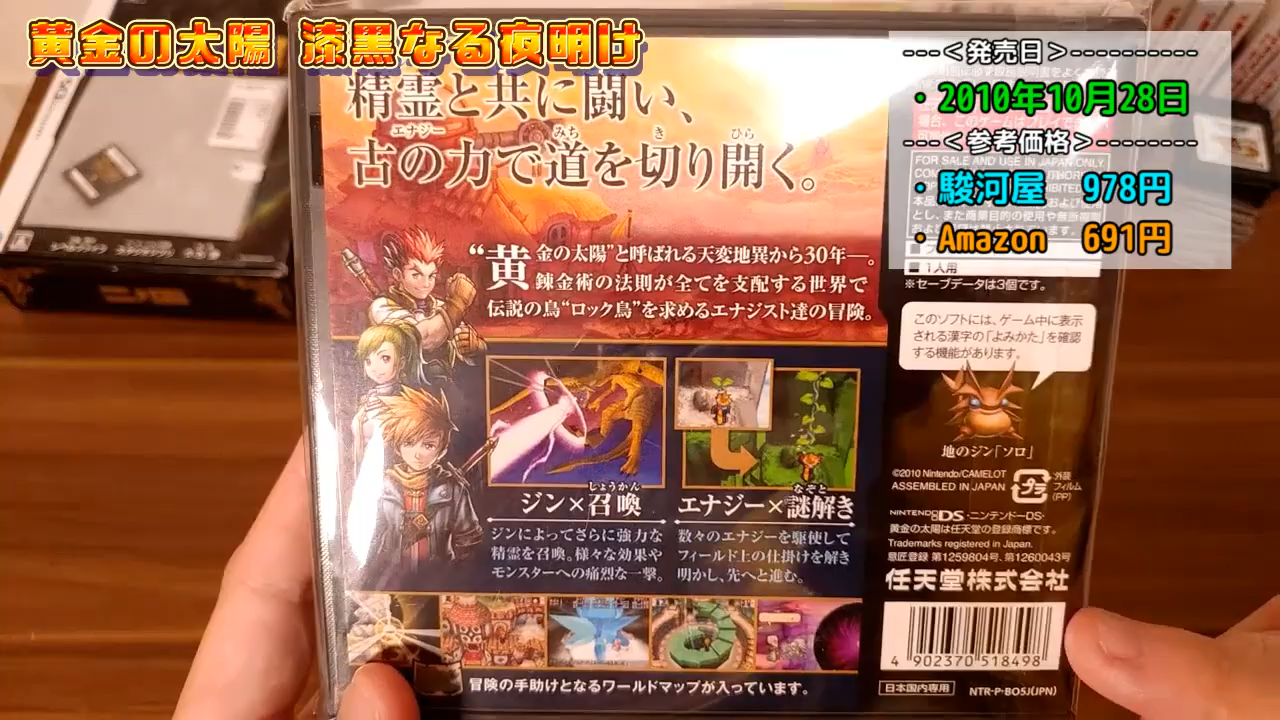 黄金の太陽 漆黒なる夜明け
---<発売日>----------
・2010年10月28日
---<参考価格>--------
・駿河屋 978円
・Amazon 691円
精霊と共に闘い、
エナジー みち き ひら
古の力で道を切り開く。
“黄金の太陽”と呼ばれる天変地異から30年―。
錬金術の法則が全てを支配する世界で
伝説の鳥“ロック鳥”を求めるエナジスト達の冒険。
しょうかん
ジン×召喚
ジンによってさらに強力な
精霊を召喚。様々な効果や
モンスターへの痛烈な一撃。
なぞと
エナジー×謎解き
数々のエナジーを駆使して
フィールド上の仕掛けを解き
明かし、先へと進む。
冒険の手助けとなるワールドマップが入っています。
FOR SALE AND USE IN JAPAN ONLY
1人用
※セーブデータは3個です。
このソフトには、ゲーム中に表示
される漢字の「よみかた」を確認
する機能があります。
地のジン「ソロ」
©2010 Nintendo/CAMELOT
ASSEMBLED IN JAPAN
プラ
外装
フィルム
(PP)
NINTENDO DS・ニンテンドーDS・
黄金の太陽は任天堂の登録商標です。
Trademarks registered in Japan.
意匠登録 第1259804号、第1260043号
任天堂株式会社
4 902370 518498
日本国内専用
NTR-P-BO5J(JPN)